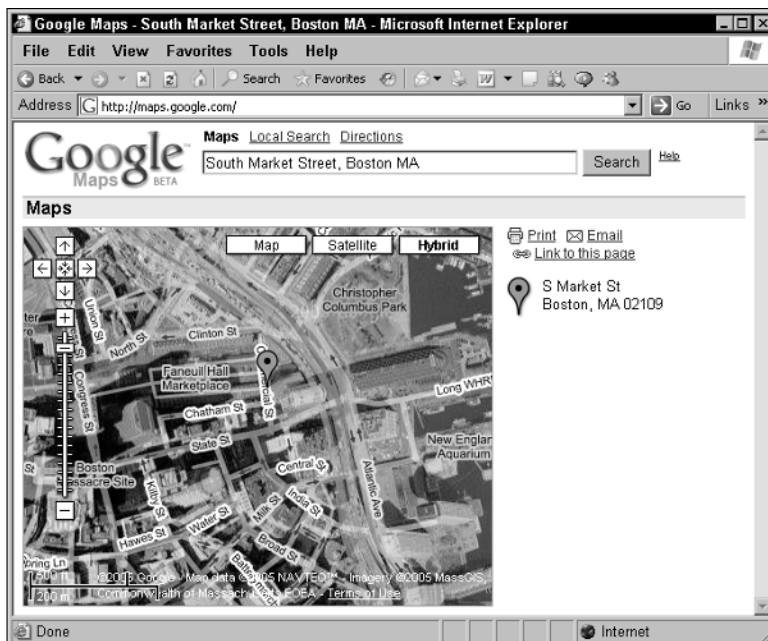 Google Maps - South Market Street, Boston MA - Microsoft Internet Explorer
File Edit View Favorites Tools Help
Back Search Favorites
Address http://maps.google.com/ Go Links »
Google Maps BETA
Maps Local Search Directions
South Market Street, Boston MA Search Help
Maps
Map Satellite Hybrid
Print Email
Link to this page
S Market St
Boston, MA 02109
Christopher
Columbus Park
Union St
Clinton St
North St
Faneuil Hall
Marketplace
Congress St
Chatham St
Long WHRF
State St
New England
Aquarium
Boston
Massacre Site
Central St
Atlantic Ave
Kilby St
India St
Milk St
Water St
Hawes St
Broad St
500 ft
200 m
©2005 Google - Map data ©2005 NAVTEQ™ - Imagery ©2005 MassGIS,
Commonwealth of Massachusetts EOEA - Terms of Use
Done Internet